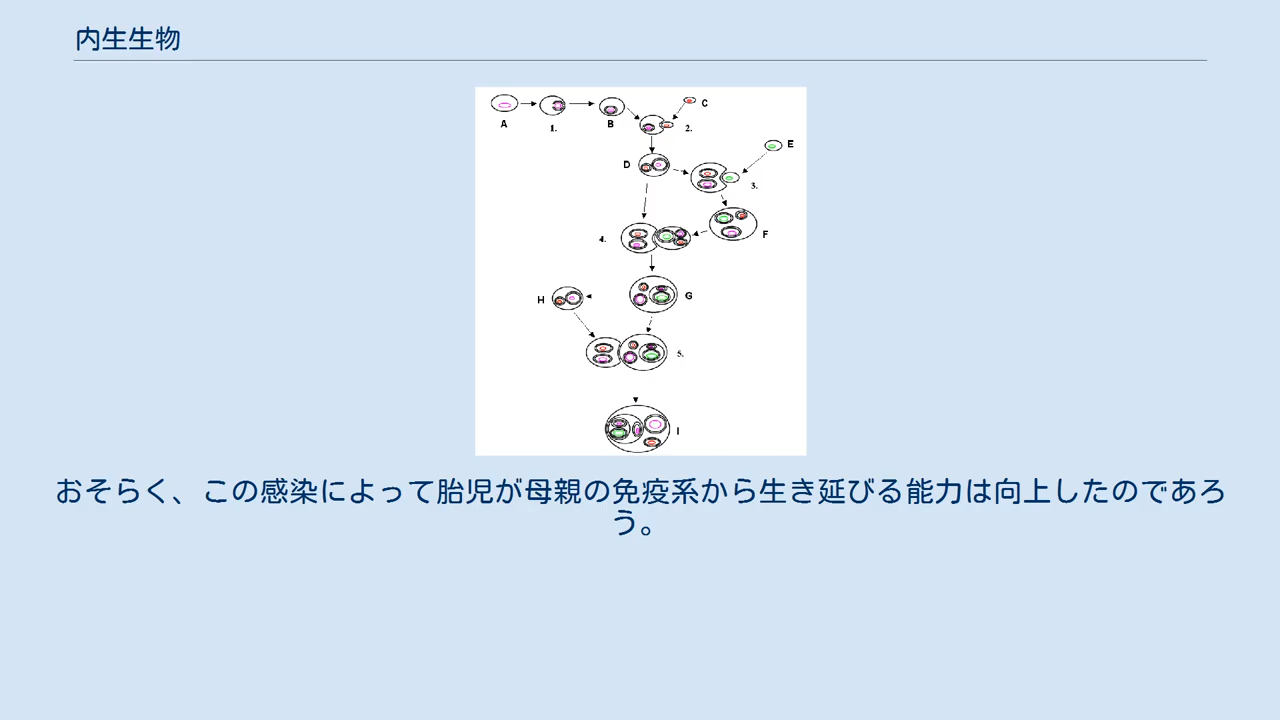 内生生物
A
1.
B
C
2.
D
E
3.
4.
F
H
G
5.
I
おそらく、この感染によって胎児が母親の免疫系から生き延びる能力は向上したのであろ
う。